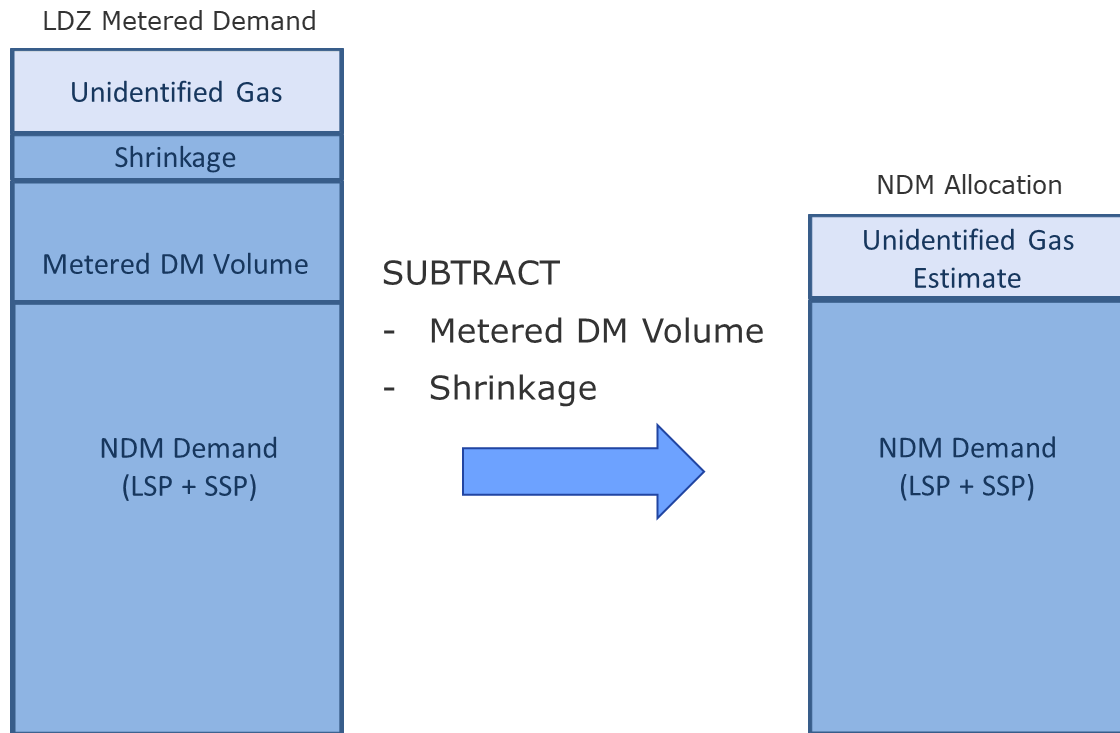 LDZ Metered Demand
Unidentified Gas
Shrinkage
Metered DM Volume
NDM Demand
(LSP + SSP)
SUBTRACT
- Metered DM Volume
- Shrinkage
NDM Allocation
Unidentified Gas
Estimate
NDM Demand
(LSP + SSP)